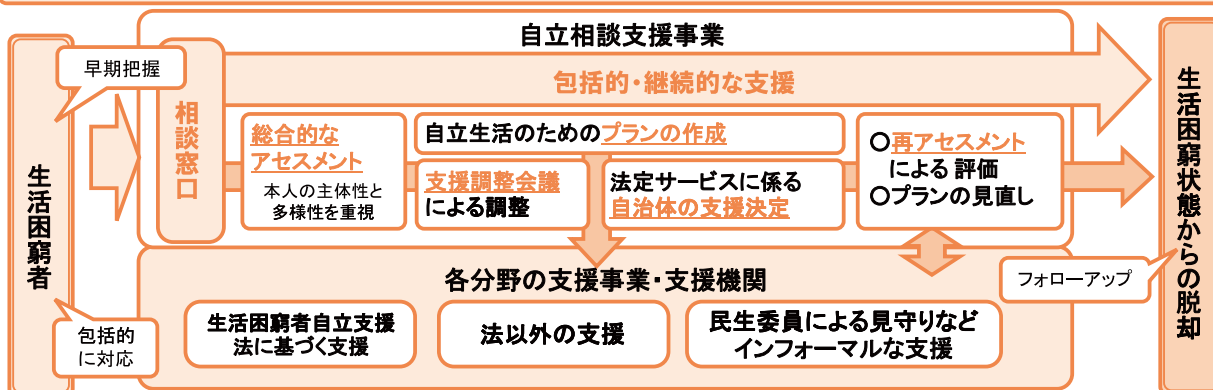 自立相談支援事業
早期把握
包括的・継続的な支援
相談窓口
生活困窮者
総合的な
アセスメント
本人の主体性と
多様性を重視
自立生活のためのプランの作成
支援調整会議
による調整
法定サービスに係る
自治体の支援決定
〇再アセスメント
による 評価
〇プランの見直し
生活困窮状態からの脱却
フォローアップ
包括的
に対応
各分野の支援事業・支援機関
生活困窮者自立支援
法に基づく支援
法以外の支援
民生委員による見守りなど
インフォーマルな支援